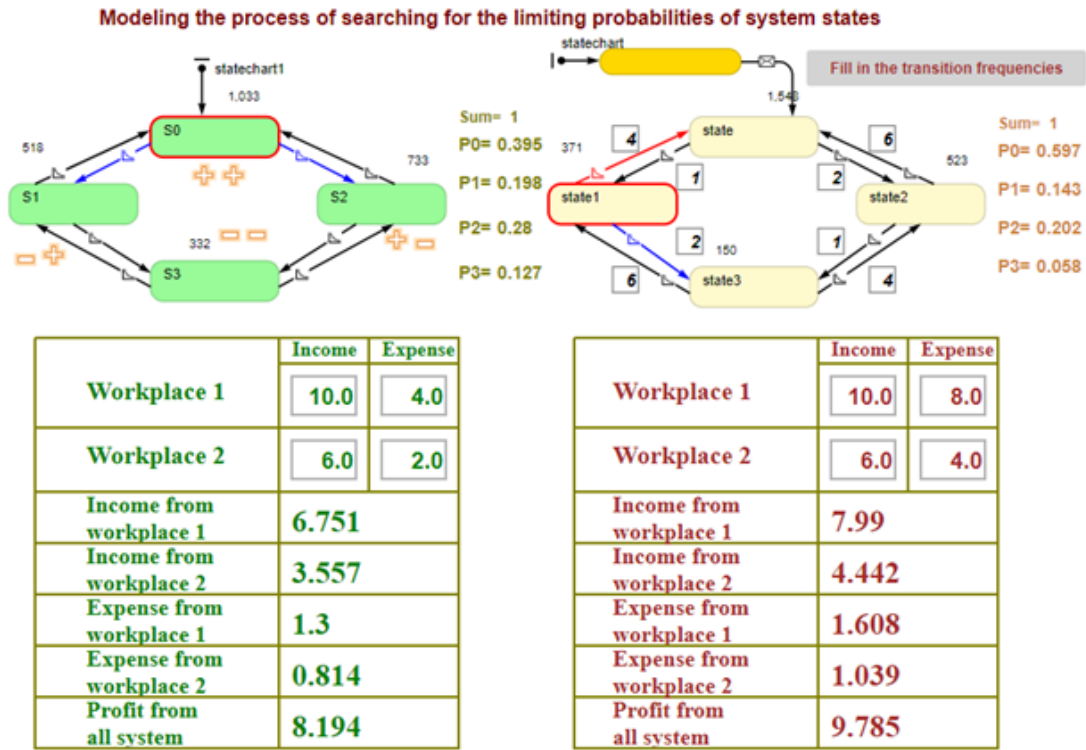 Modeling the process of searching for the limiting probabilities of system states
statechart1
1,033
S0
518
733
S1
S2
332
S3
Sum= 1
P0= 0.395
P1= 0.198
P2= 0.28
P3= 0.127
statechart
Fill in the transition frequencies
1,548
state
4
6
371
523
1
2
state1
state2
2
150
1
6
state3
4
Sum= 1
P0= 0.597
P1= 0.143
P2= 0.202
P3= 0.058
Income Expense
Workplace 1 10.0 4.0
Workplace 2 6.0 2.0
Income from
workplace 1 6.751
Income from
workplace 2 3.557
Expense from
workplace 1 1.3
Expense from
workplace 2 0.814
Profit from
all system 8.194
Income Expense
Workplace 1 10.0 8.0
Workplace 2 6.0 4.0
Income from
workplace 1 7.99
Income from
workplace 2 4.442
Expense from
workplace 1 1.608
Expense from
workplace 2 1.039
Profit from
all system 9.785